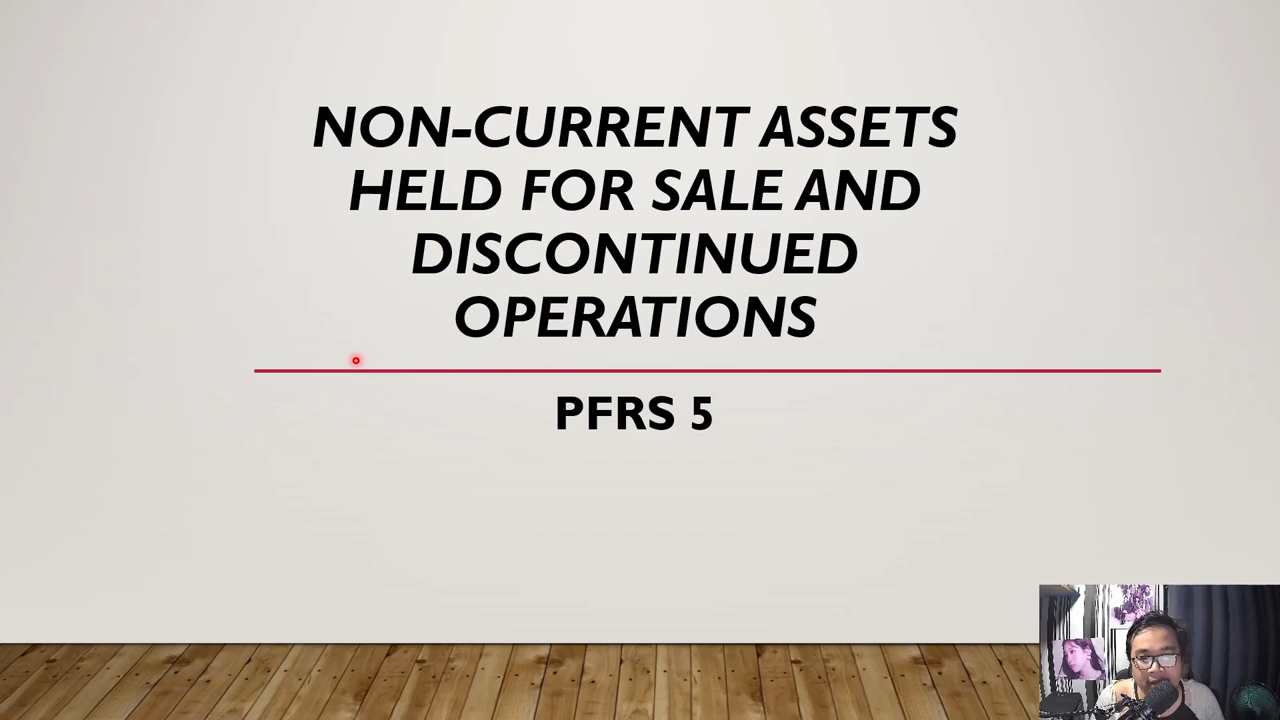 NON-CURRENT ASSETS
HELD FOR SALE AND
DISCONTINUED
OPERATIONS
PFRS 5